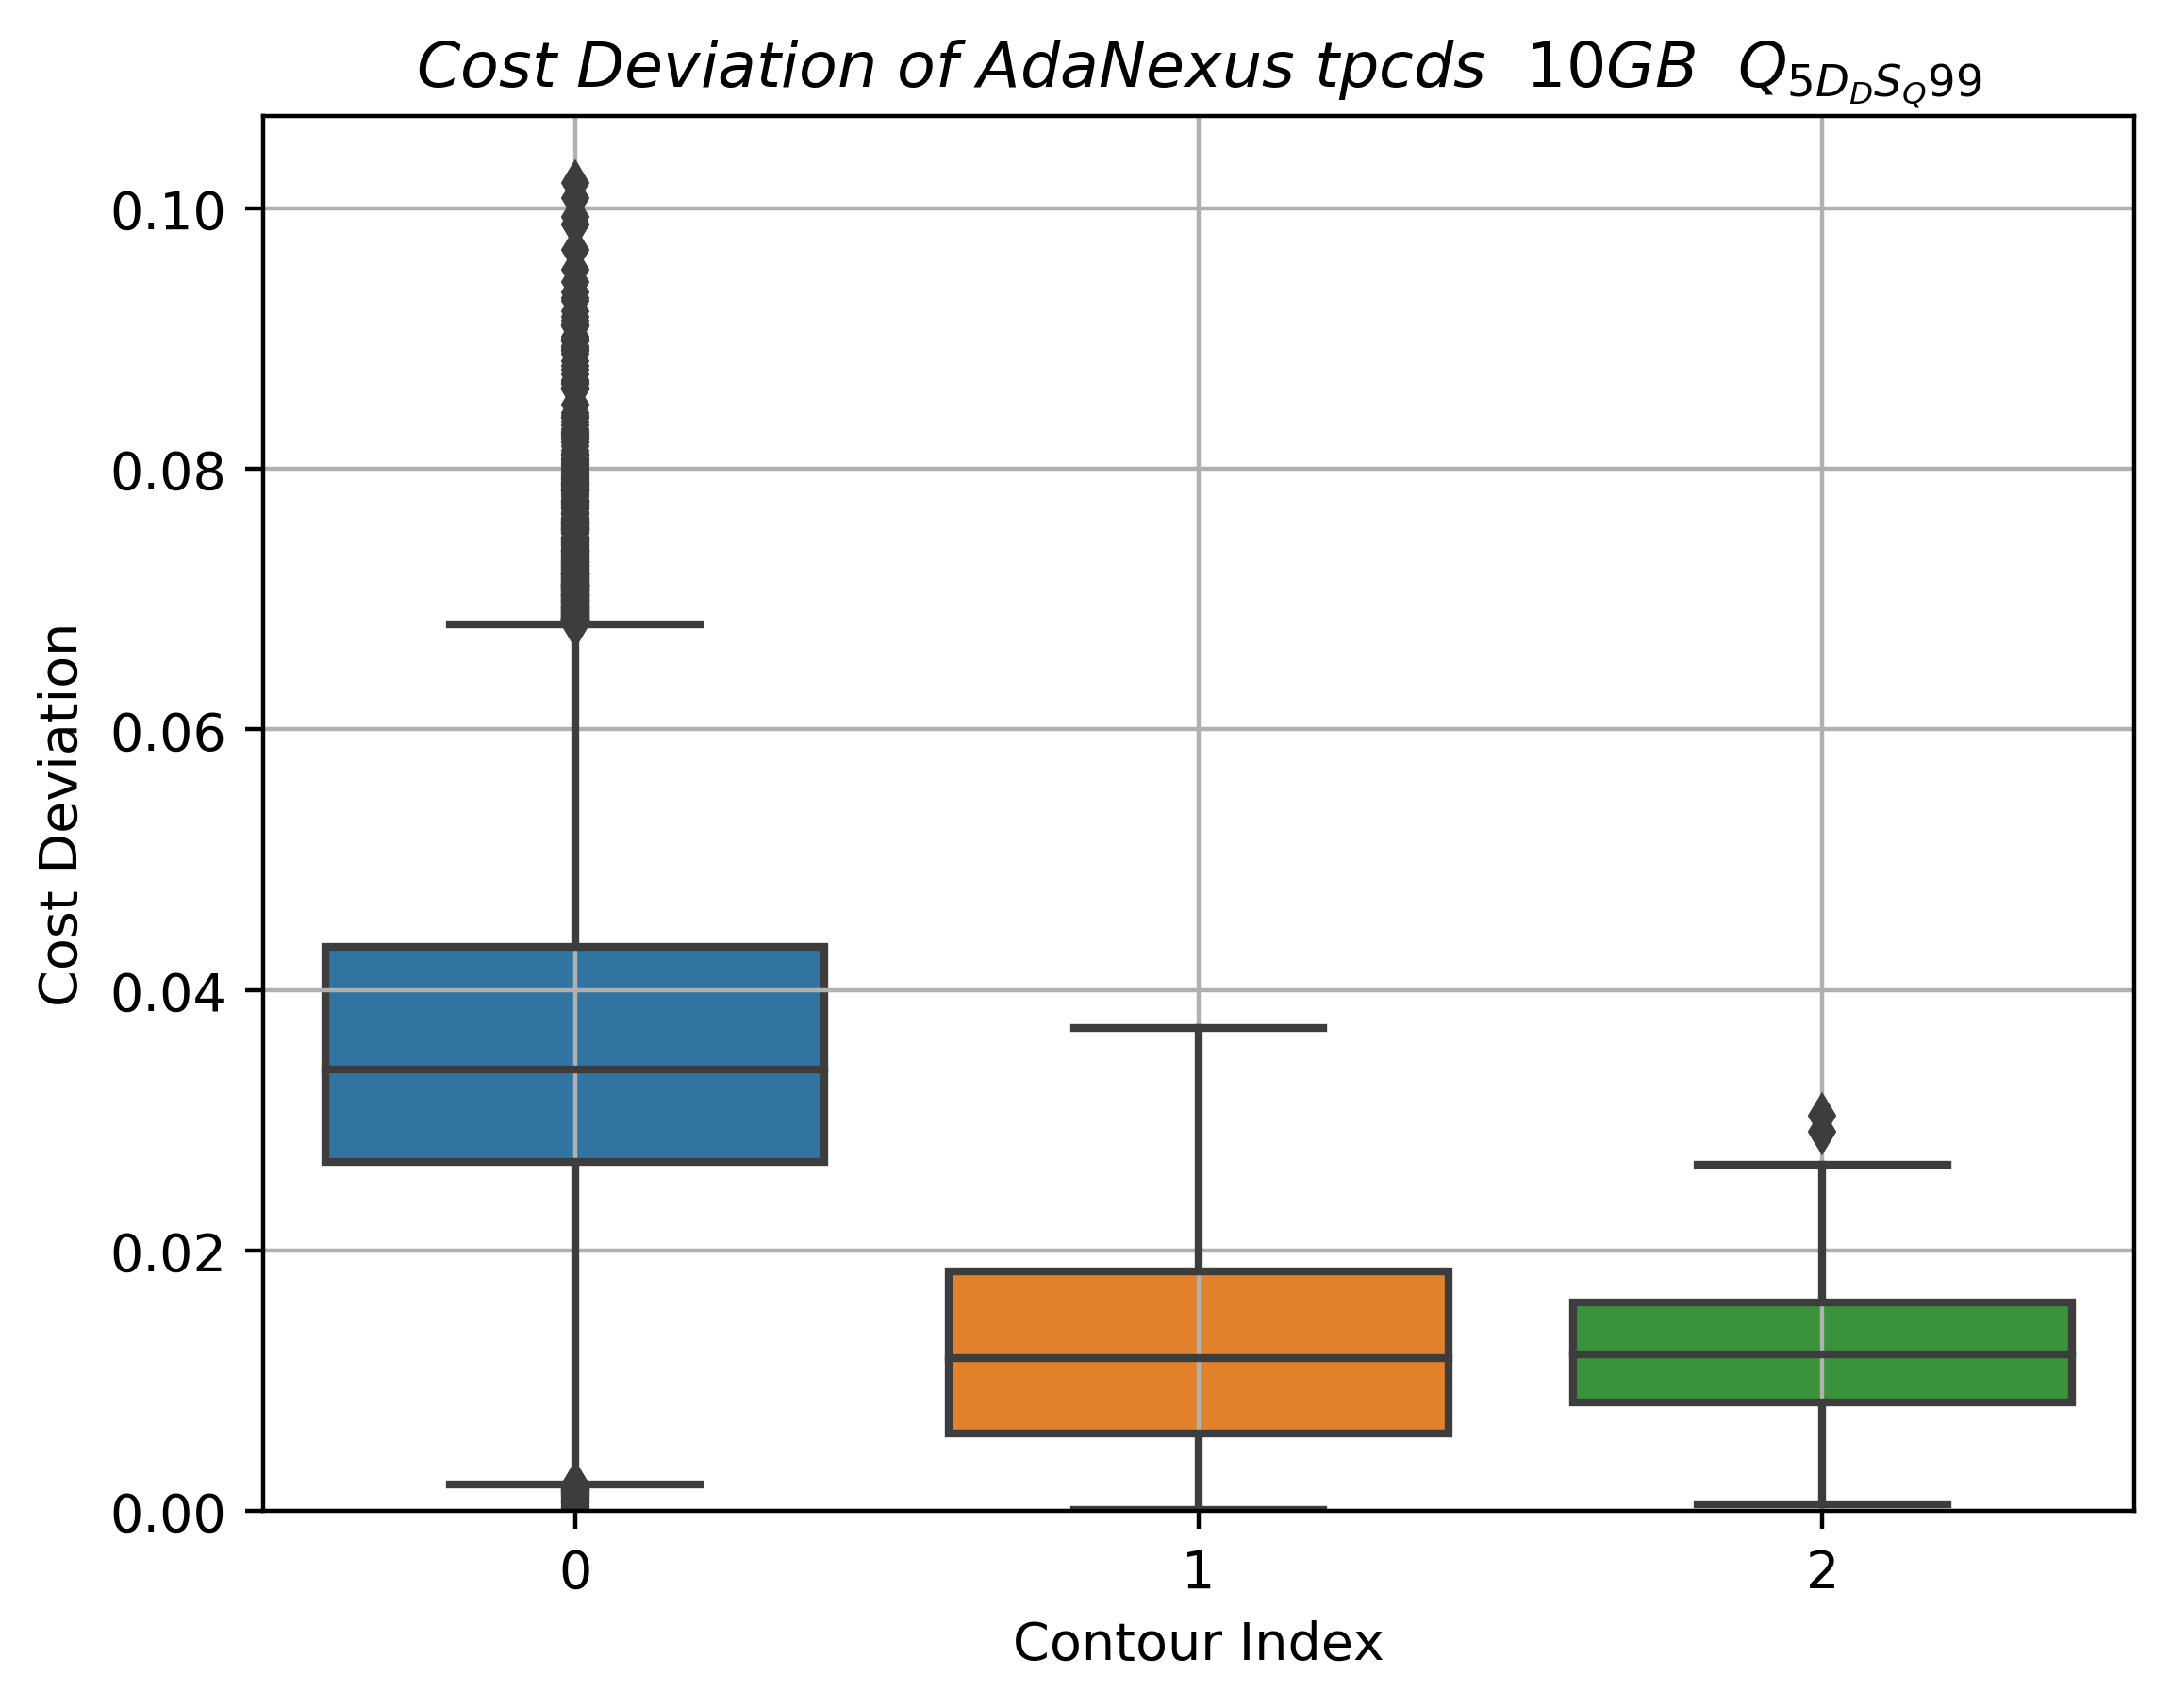 Cost Deviation of AdaNexus tpcds 10GB Q5DDSQ99
0.10
0.08
0.06
0.04
0.02
0.00
Cost Deviation
0 1 2
Contour Index